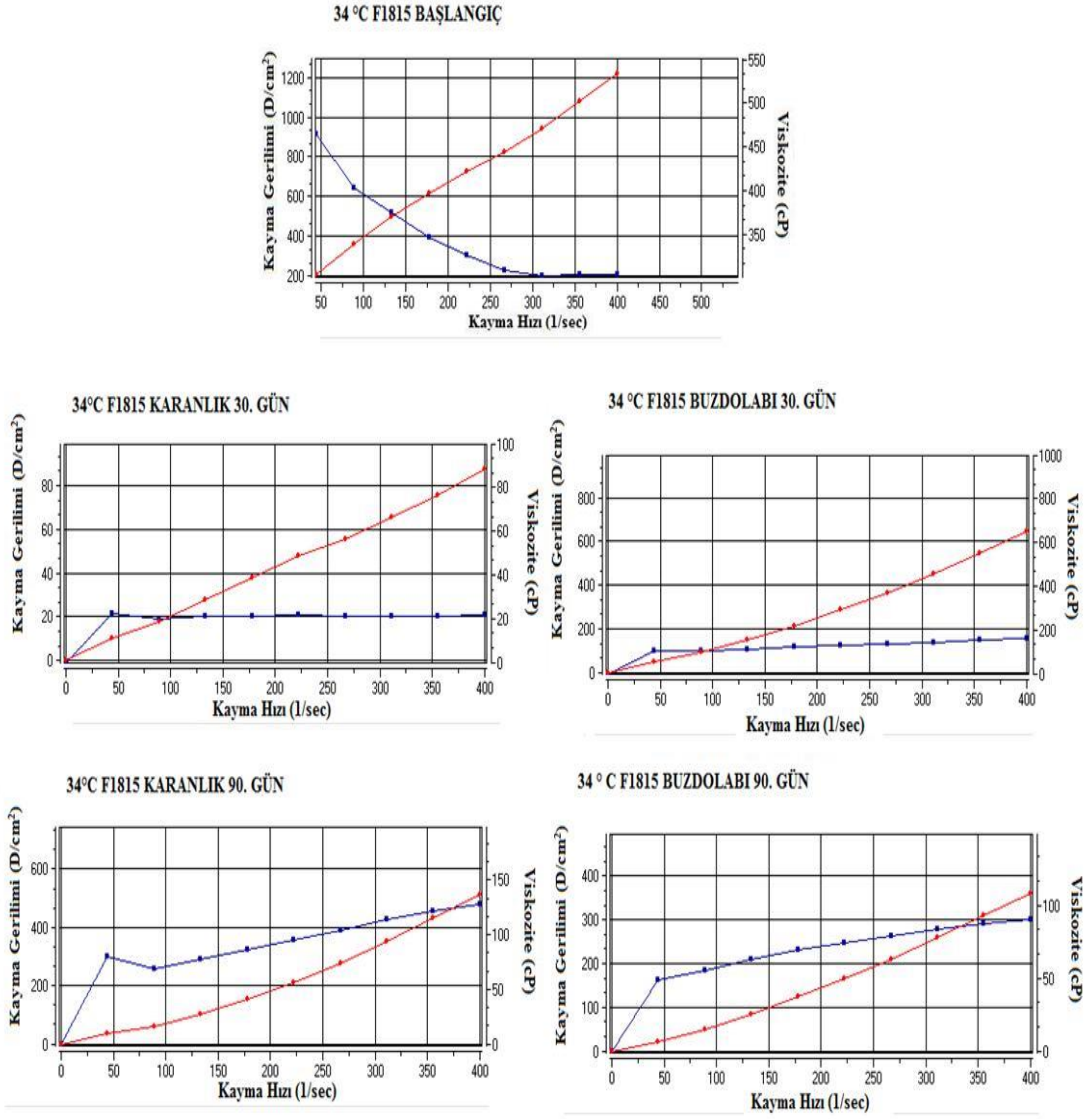 34 °C F1815 BAŞLANGIÇ
Kayma Gerilimi (D/cm²)
1200
1000
800
600
400
200
550
500
450
400
350
Viskozite (cP)
50 100 150 200 250 300 350 400 450 500
Kayma Hızı (1/sec)
34°C F1815 KARANLIK 30. GÜN
Kayma Gerilimi (D/cm²)
80
60
40
20
0
100
80
60
40
20
0
Viskozite (cP)
0 50 100 150 200 250 300 350 400
Kayma Hızı (1/sec)
34 °C F1815 BUZDOLABI 30. GÜN
Kayma Gerilimi (D/cm²)
800
600
400
200
0
1000
800
600
400
200
0
Viskozite (cP)
0 50 100 150 200 250 300 350 400
Kayma Hızı (1/sec)
34°C F1815 KARANLIK 90. GÜN
Kayma Gerilimi (D/cm²)
600
400
200
0
150
100
50
0
Viskozite (cP)
0 50 100 150 200 250 300 350 400
Kayma Hızı (1/sec)
34 ° C F1815 BUZDOLABI 90. GÜN
Kayma Gerilimi (D/cm²)
400
300
200
100
0
100
50
0
Viskozite (cP)
0 50 100 150 200 250 300 350 400
Kayma Hızı (1/sec)